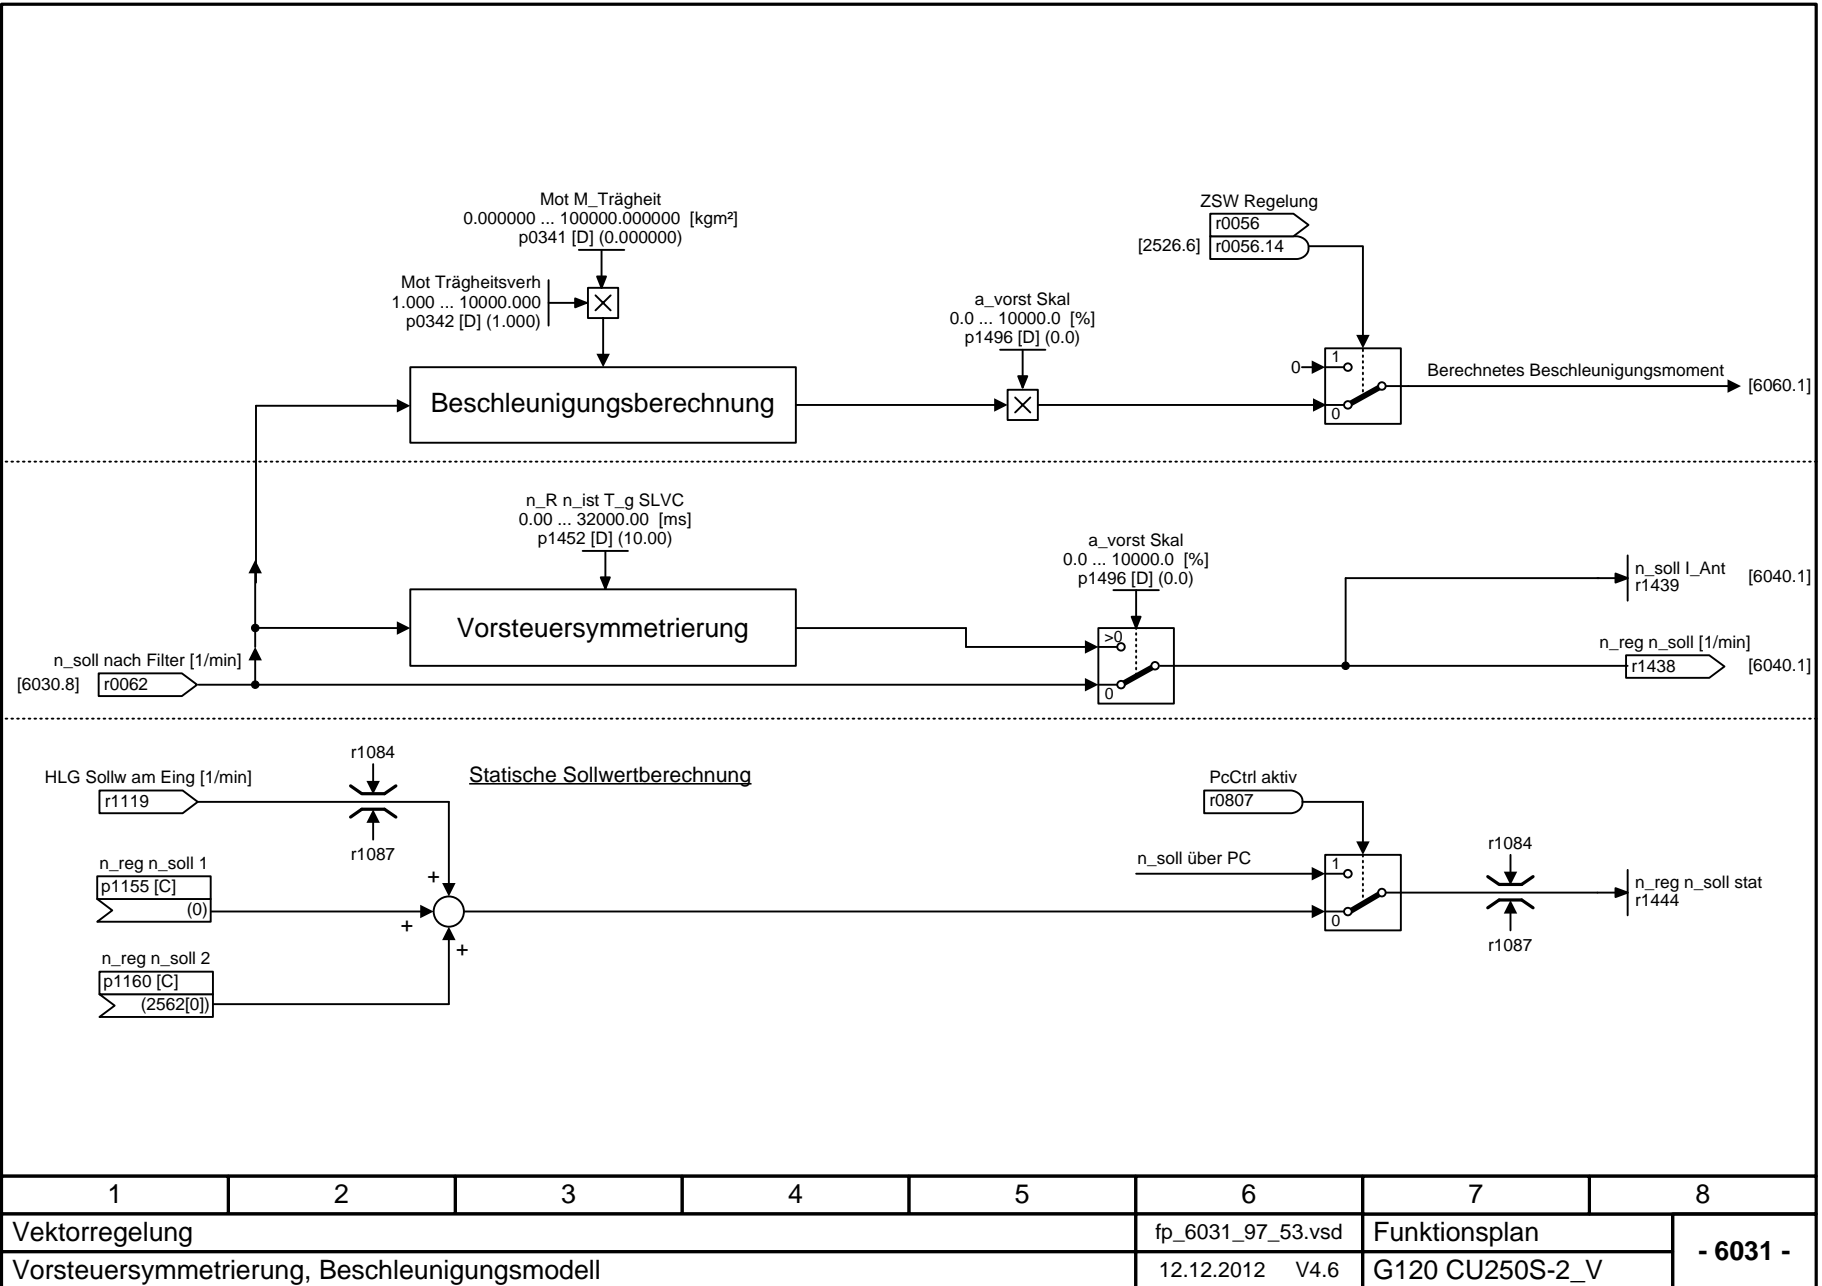 Mot M_Trägheit
0.000000 ... 100000.000000 [kgm²]
p0341 [D] (0.000000)
Mot Trägheitsverh
1.000 ... 10000.000
p0342 [D] (1.000)
Beschleunigungsberechnung
a_vorst Skal
0.0 ... 10000.0 [%]
p1496 [D] (0.0)
ZSW Regelung
r0056
[2526.6] r0056.14
0
1
0
Berechnetes Beschleunigungsmoment
[6060.1]
n_R n_ist T_g SLVC
0.00 ... 32000.00 [ms]
p1452 [D] (10.00)
Vorsteuersymmetrierung
n_soll nach Filter [1/min]
[6030.8] r0062
a_vorst Skal
0.0 ... 10000.0 [%]
p1496 [D] (0.0)
>0
0
n_soll I_Ant
r1439
[6040.1]
n_reg n_soll [1/min]
r1438
[6040.1]
Statische Sollwertberechnung
HLG Sollw am Eing [1/min]
r1119
r1084
r1087
n_reg n_soll 1
p1155 [C]
(0)
n_reg n_soll 2
p1160 [C]
(2562[0])
+
+
+
PcCtrl aktiv
r0807
n_soll über PC
1
0
r1084
r1087
n_reg n_soll stat
r1444
1 2 3 4 5 6 7 8
Vektorregelung
fp_6031_97_53.vsd
Funktionsplan
- 6031 -
Vorsteuersymmetrierung, Beschleunigungsmodell
12.12.2012 V4.6
G120 CU250S-2_V